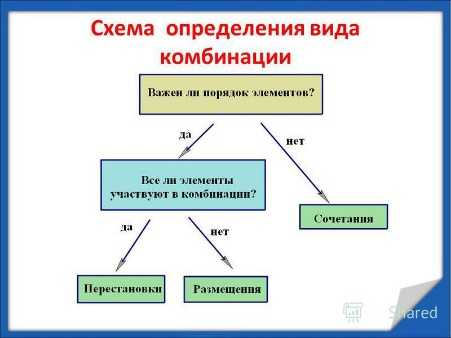 Схема определения вида
комбинации
Важен ли порядок элементов?
да
нет
Все ли элементы
участвуют в комбинации?
Сочетания
да
нет
Перестановки
Размещения
Shared